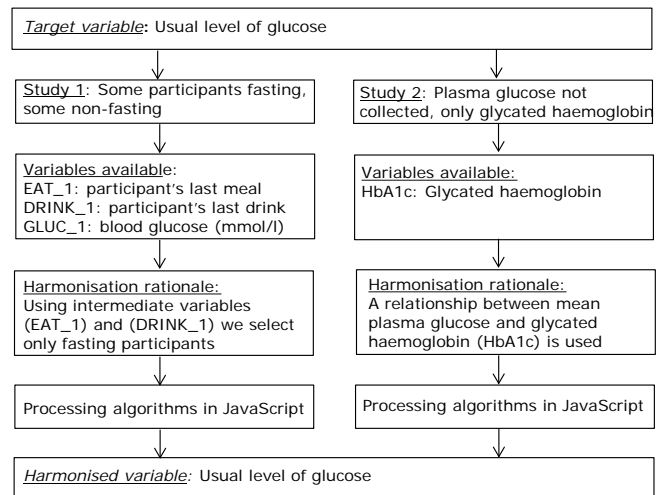 Target variable: Usual level of glucose
Study 1: Some participants fasting,
some non-fasting
Study 2: Plasma glucose not
collected, only glycated haemoglobin
Variables available:
EAT_1: participant's last meal
DRINK_1: participant's last drink
GLUC_1: blood glucose (mmol/l)
Variables available:
HbA1c: Glycated haemoglobin
Harmonisation rationale:
Using intermediate variables
(EAT_1) and (DRINK_1) we select
only fasting participants
Harmonisation rationale:
A relationship between mean
plasma glucose and glycated
haemoglobin (HbA1c) is used
Processing algorithms in JavaScript
Processing algorithms in JavaScript
Harmonised variable: Usual level of glucose